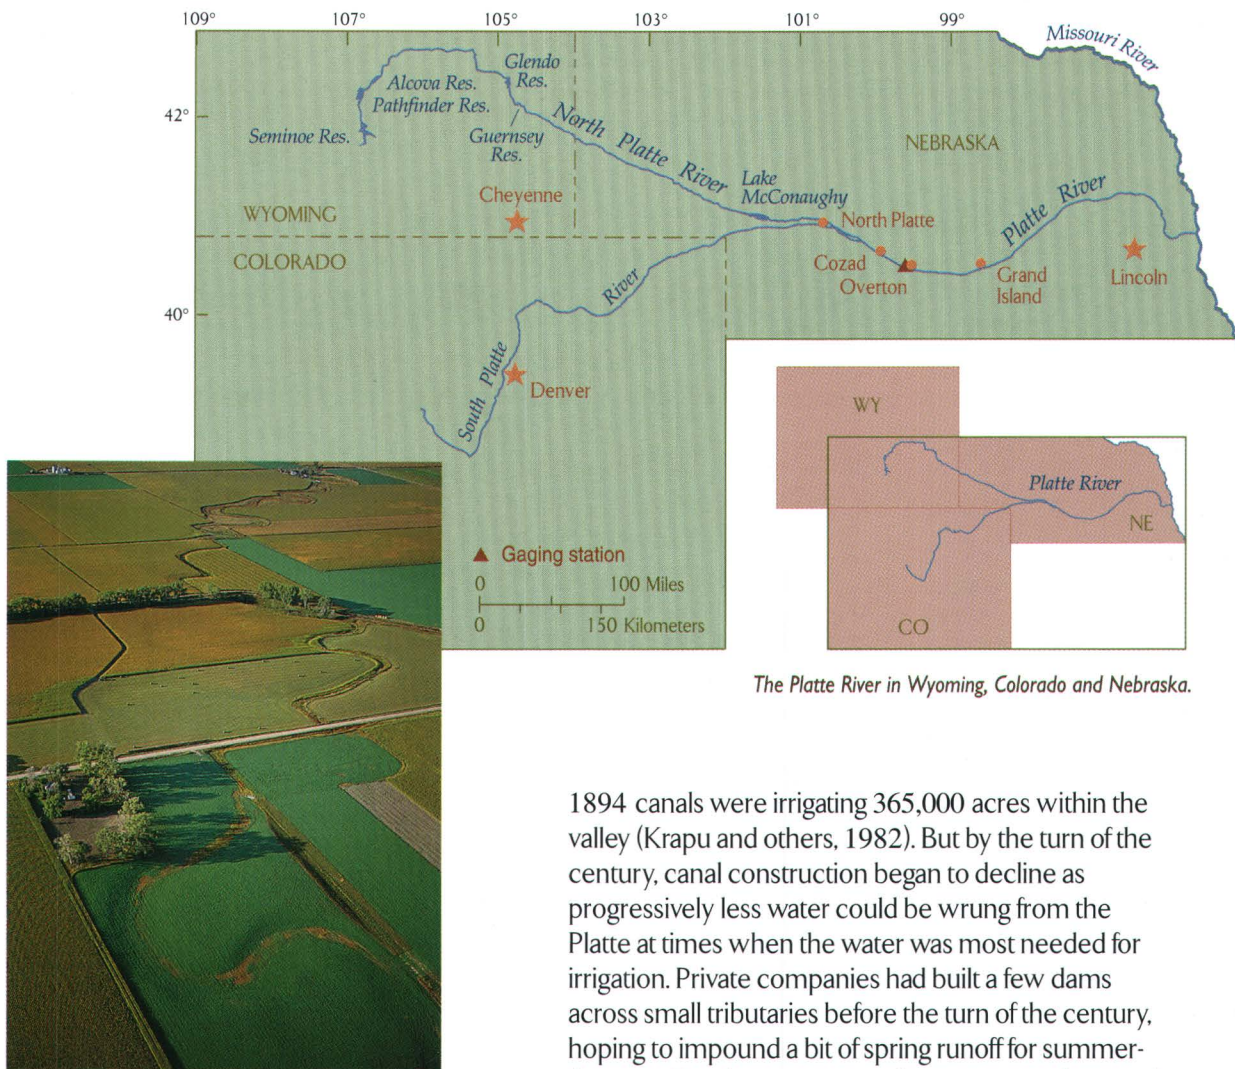 109°
107°
105°
103°
101°
99°
Missouri River
Glendo
Res.
Alcova Res.
Pathfinder Res.
42°
Seminoe Res.
Guernsey
Res.
North Platte River
NEBRASKA
Lake
McConaughy
Platte River
Cheyenne
WYOMING
North Platte
COLORADO
Cozad
Overton
Grand
Island
Lincoln
40°
South Platte River
Denver
WY
Platte River
NE
CO
Gaging station
0 100 Miles
0 150 Kilometers
The Platte River in Wyoming, Colorado and Nebraska.
1894 canals were irrigating 365,000 acres within the
valley (Krapu and others, 1982). But by the turn of the
century, canal construction began to decline as
progressively less water could be wrung from the
Platte at times when the water was most needed for
irrigation. Private companies had built a few dams
across small tributaries before the turn of the century,
hoping to impound a bit of spring runoff for summer-